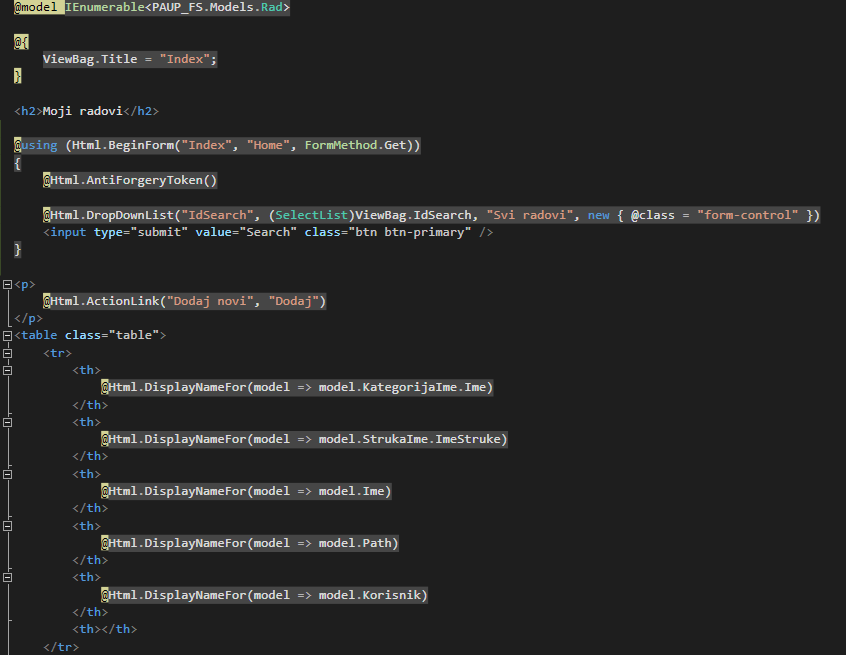 @model IEnumerable<PAUP_FS.Models.Rad>
@{
ViewBag.Title = "Index";
}
<h2>Moji radovi</h2>
@using (Html.BeginForm("Index", "Home", FormMethod.Get))
{
@Html.AntiForgeryToken()
@Html.DropDownList("IdSearch", (SelectList)ViewBag.IdSearch, "Svi radovi", new { @class = "form-control" })
<input type="submit" value="Search" class="btn btn-primary" />
}
<p>
@Html.ActionLink("Dodaj novi", "Dodaj")
</p>
<table class="table">
<tr>
<th>
@Html.DisplayNameFor(model => model.KategorijaIme.Ime)
</th>
<th>
@Html.DisplayNameFor(model => model.StrukaIme.ImeStruke)
</th>
<th>
@Html.DisplayNameFor(model => model.Ime)
</th>
<th>
@Html.DisplayNameFor(model => model.Path)
</th>
<th>
@Html.DisplayNameFor(model => model.Korisnik)
</th>
<th></th>
</tr>